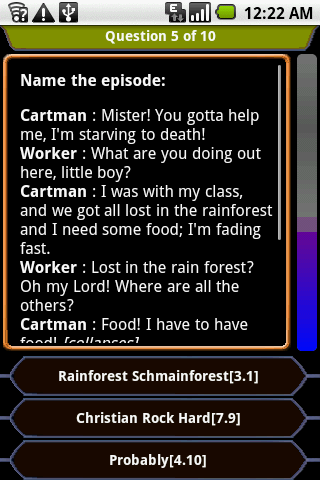 12:22 AM
Question 5 of 10
Name the episode:
Cartman : Mister! You gotta help
me, I'm starving to death!
Worker : What are you doing out
here, little boy?
Cartman : I was with my class,
and we got all lost in the rainforest
and I need some food; I'm fading
fast.
Worker : Lost in the rain forest?
Oh my Lord! Where are all the
others?
Cartman : Food! I have to have
food! [collapses]
Rainforest Schmainforest[3.1]
Christian Rock Hard[7.9]
Probably[4.10]